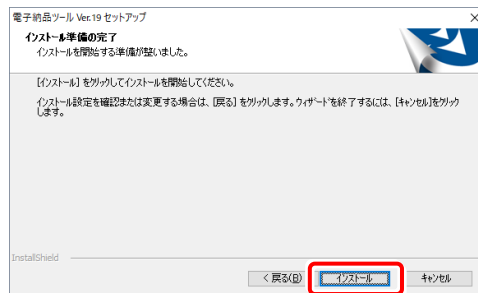 電子納品ツール Ver.19 セットアップ
インストール準備の完了
インストールを開始する準備が整いました。
[インストール] をクリックしてインストールを開始してください。
インストール設定を確認または変更する場合は、[戻る] をクリックします。ウィザードを終了するには、[キャンセル]をクリック
します。
InstallShield
< 戻る(B)
インストール
キャンセル